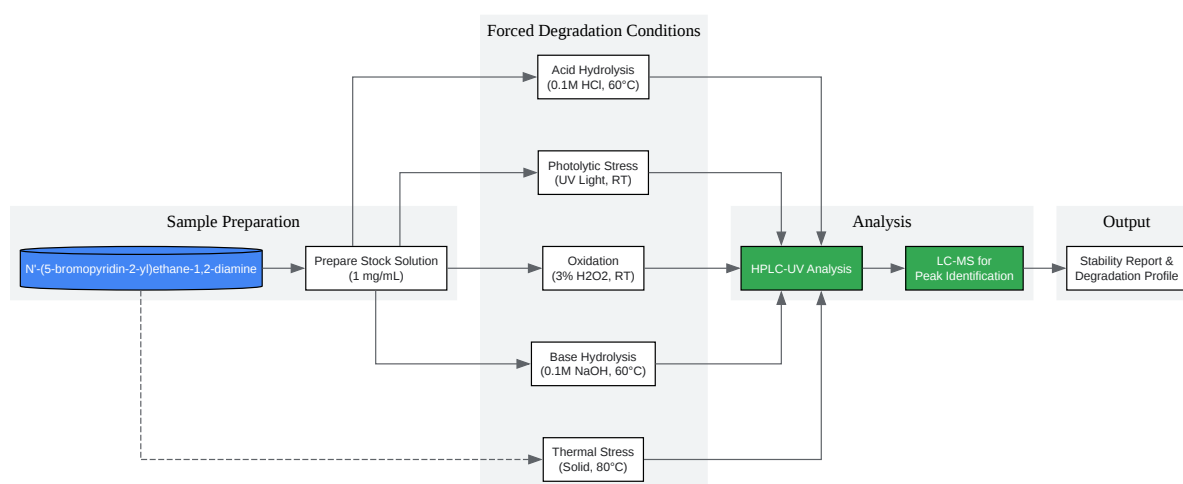 Forced Degradation Conditions
Acid Hydrolysis
(0.1M HCl, 60°C)
Photolytic Stress
(UV Light, RT)
Sample Preparation
Analysis
Output
N'-(5-bromopyridin-2-yl)ethane-1,2-diamine
Prepare Stock Solution
(1 mg/mL)
Oxidation
(3% H2O2, RT)
HPLC-UV Analysis
LC-MS for
Peak Identification
Stability Report &
Degradation Profile
Base Hydrolysis
(0.1M NaOH, 60°C)
Thermal Stress
(Solid, 80°C)